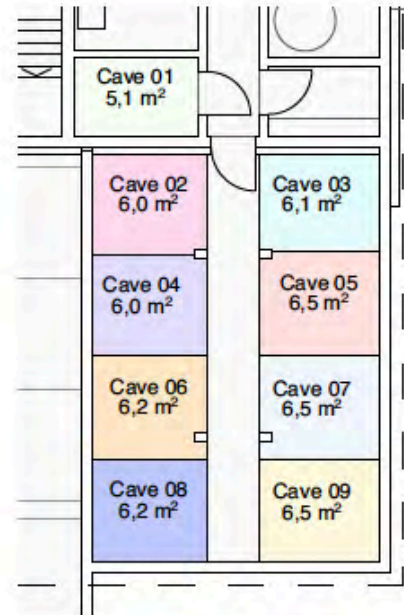 Cave 01
5,1 m²
Cave 02
6,0 m²
Cave 03
6,1 m²
Cave 04
6,0 m²
Cave 05
6,5 m²
Cave 06
6,2 m²
Cave 07
6,5 m²
Cave 08
6,2 m²
Cave 09
6,5 m²